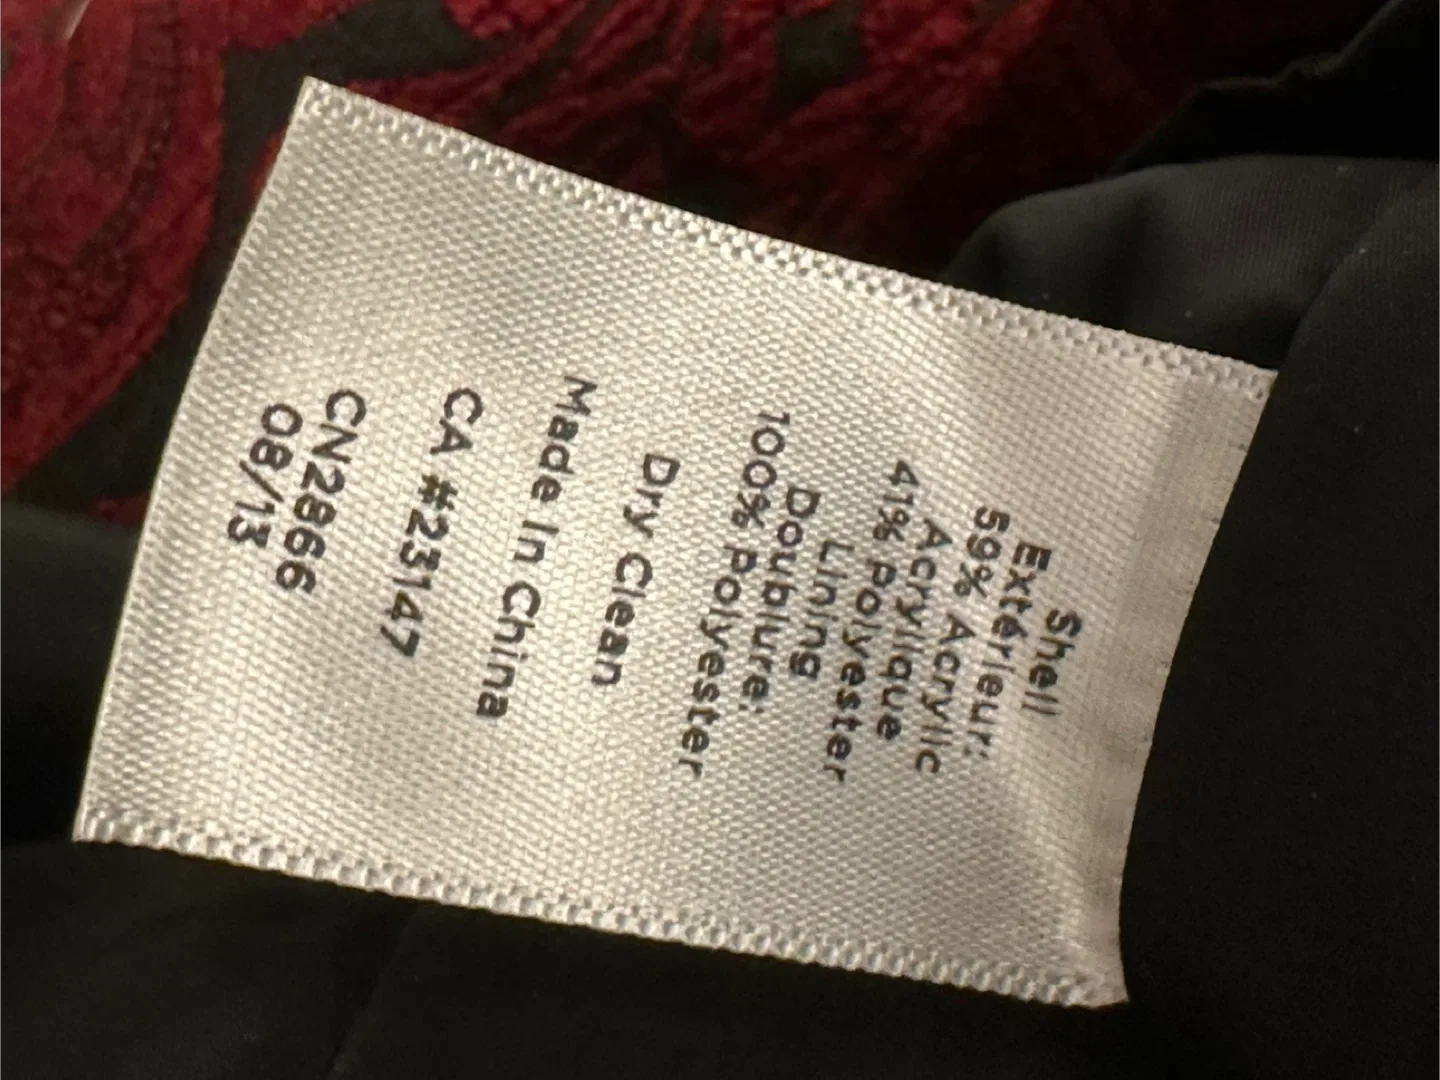 Shell
Extérieur:
59% Acrylic
Acrylique
41% Polyester
Lining
Doublure:
100% Polyester
Dry Clean
Made In China
CA #23147
CN2866
08/13